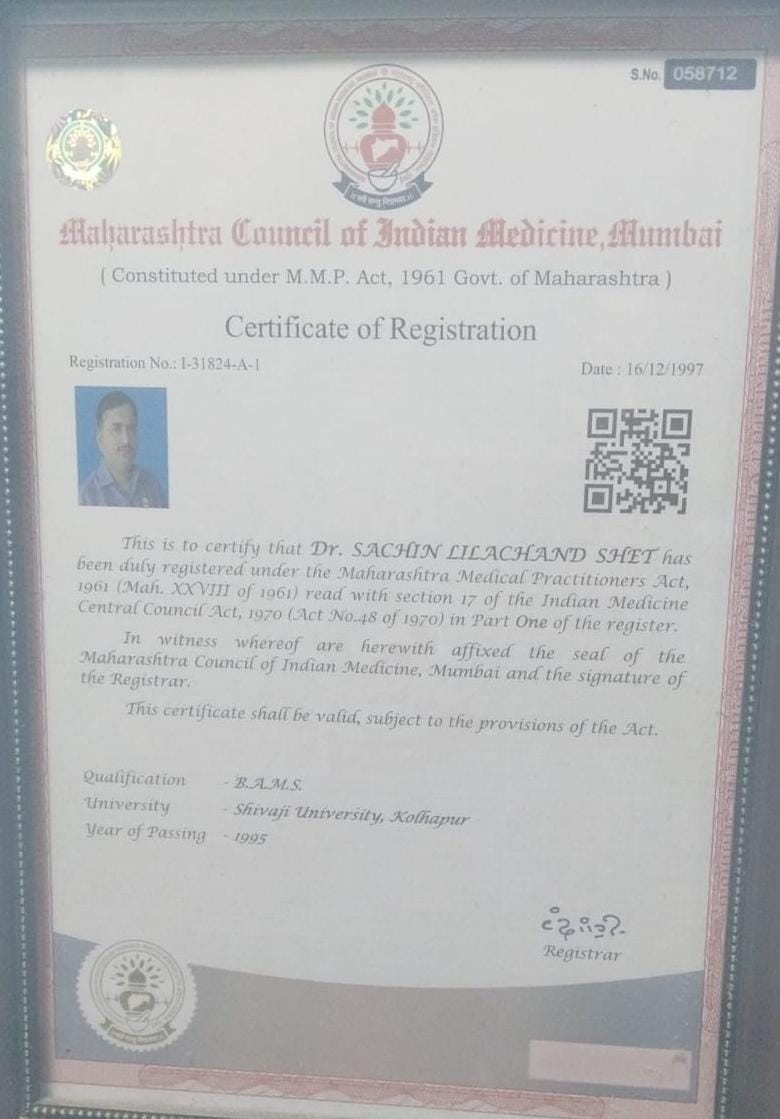 S.No. 058712
॥ सर्वे सन्तु निरामयाः ॥
Maharashtra Council of Indian Medicine, Mumbai
( Constituted under M.M.P. Act, 1961 Govt. of Maharashtra )
Certificate of Registration
Registration No.: I-31824-A-1
Date : 16/12/1997
This is to certify that Dr. SACHIN LILACHAND SHET has
been duly registered under the Maharashtra Medical Practitioners Act,
1961 (Mah. XXVIII of 1961) read with section 17 of the Indian Medicine
Central Council Act, 1970 (Act No.48 of 1970) in Part One of the register.
In witness whereof are herewith affixed the seal of the
Maharashtra Council of Indian Medicine, Mumbai and the signature of
the Registrar.
This certificate shall be valid, subject to the provisions of the Act.
Qualification - B.A.M.S.
University - Shivaji University, Kolhapur
Year of Passing - 1995
Registrar